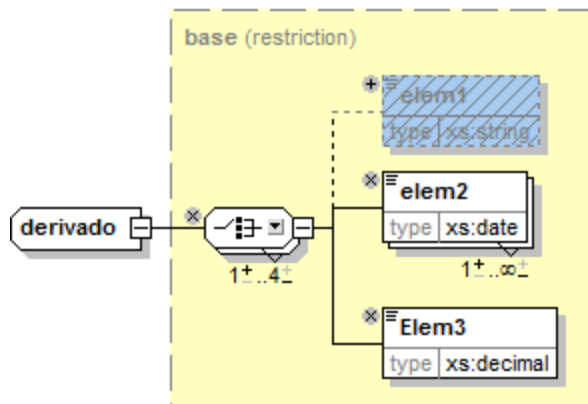 base (restriction)
elem1
type xs:string
elem2
type xs:date
1..∞
derivado
1..4
Elem3
type xs:decimal